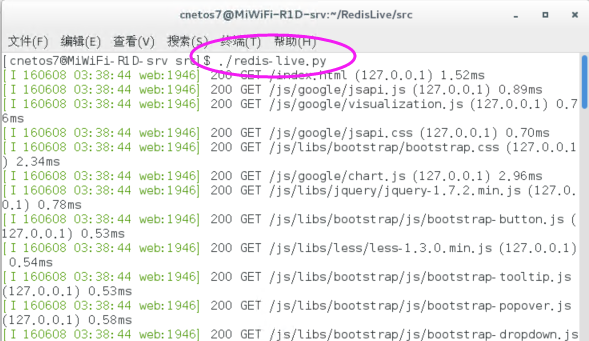 cnetos7@MiWiFi-R1D-srv:~/RedisLive/src
文件(F) 编辑(E) 查看(V) 搜索(S) 终端(T) 帮助(H)
[cnetos7@MiWiFi-R1D-srv src]$ ./redis-live.py
[I 160608 03:38:44 web:1946] 200 GET /index.html (127.0.0.1) 1.52ms
[I 160608 03:38:44 web:1946] 200 GET /js/google/jsapi.js (127.0.0.1) 0.89ms
[I 160608 03:38:44 web:1946] 200 GET /js/google/visualization.js (127.0.0.1) 0.7
6ms
[I 160608 03:38:44 web:1946] 200 GET /js/google/jsapi.css (127.0.0.1) 0.70ms
[I 160608 03:38:44 web:1946] 200 GET /js/libs/bootstrap/bootstrap.css (127.0.0.1
) 2.34ms
[I 160608 03:38:44 web:1946] 200 GET /js/google/chart.js (127.0.0.1) 2.96ms
[I 160608 03:38:44 web:1946] 200 GET /js/libs/jquery/jquery-1.7.2.min.js (127.0.
0.1) 0.78ms
[I 160608 03:38:44 web:1946] 200 GET /js/libs/bootstrap/js/bootstrap-button.js (
127.0.0.1) 0.53ms
[I 160608 03:38:44 web:1946] 200 GET /js/libs/less/less-1.3.0.min.js (127.0.0.1)
 0.54ms
[I 160608 03:38:44 web:1946] 200 GET /js/libs/bootstrap/js/bootstrap-tooltip.js
(127.0.0.1) 0.53ms
[I 160608 03:38:44 web:1946] 200 GET /js/libs/bootstrap/js/bootstrap-popover.js
(127.0.0.1) 0.58ms
[I 160608 03:38:44 web:1946] 200 GET /js/libs/bootstrap/js/bootstrap-dropdown.js